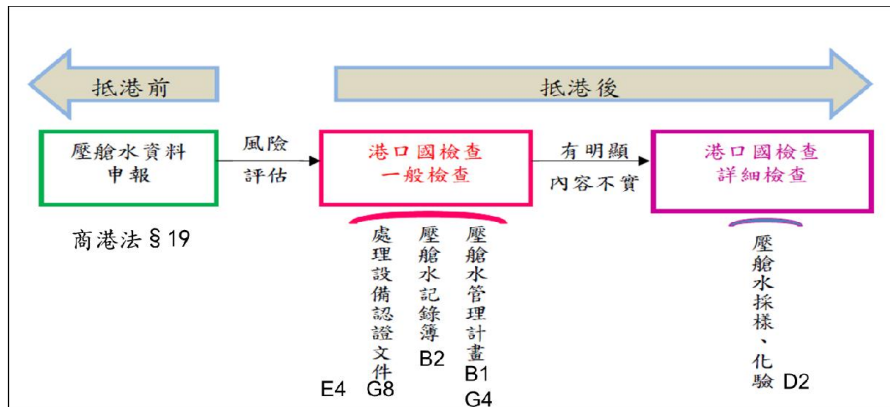 抵港前
抵港後
壓艙水資料
申報
風險
評估
港口國檢查
一般檢查
有明顯
內容不實
港口國檢查
詳細檢查
商港法§19
處理設備認證文件
壓艙水記錄簿
壓艙水管理計畫
壓艙水採樣、化驗
E4
G8
B2
B1
G4
D2